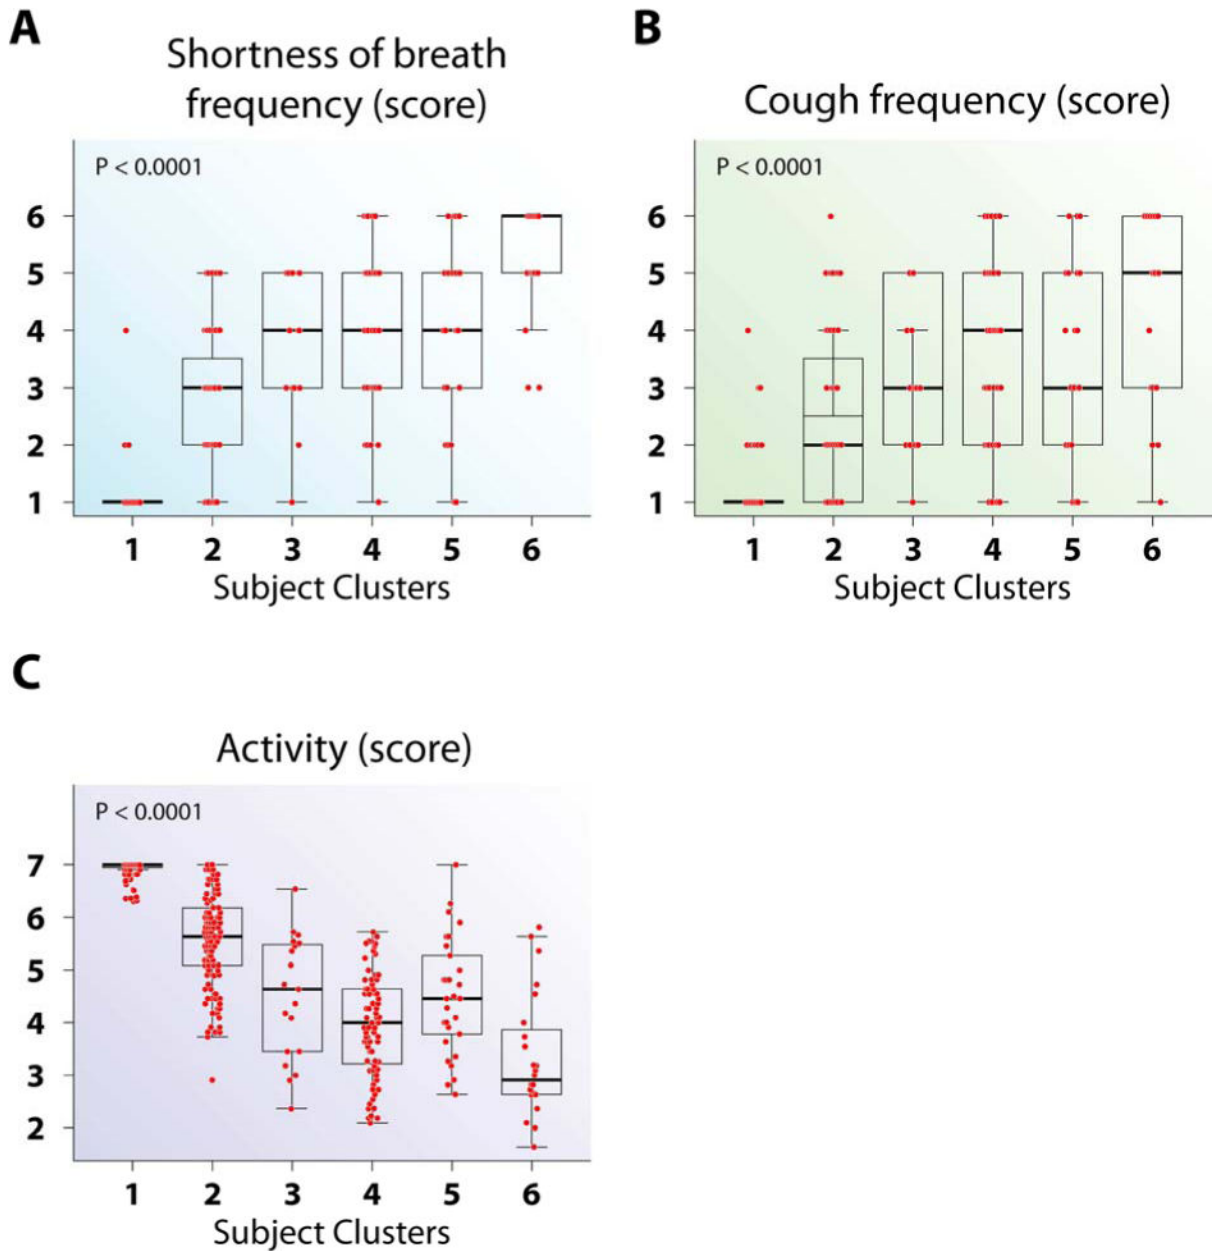 A
Shortness of breath
frequency (score)
P < 0.0001
6
5
4
3
2
1
1 2 3 4 5 6
Subject Clusters
B
Cough frequency (score)
P < 0.0001
6
5
4
3
2
1
1 2 3 4 5 6
Subject Clusters
C
Activity (score)
P < 0.0001
7
6
5
4
3
2
1 2 3 4 5 6
Subject Clusters